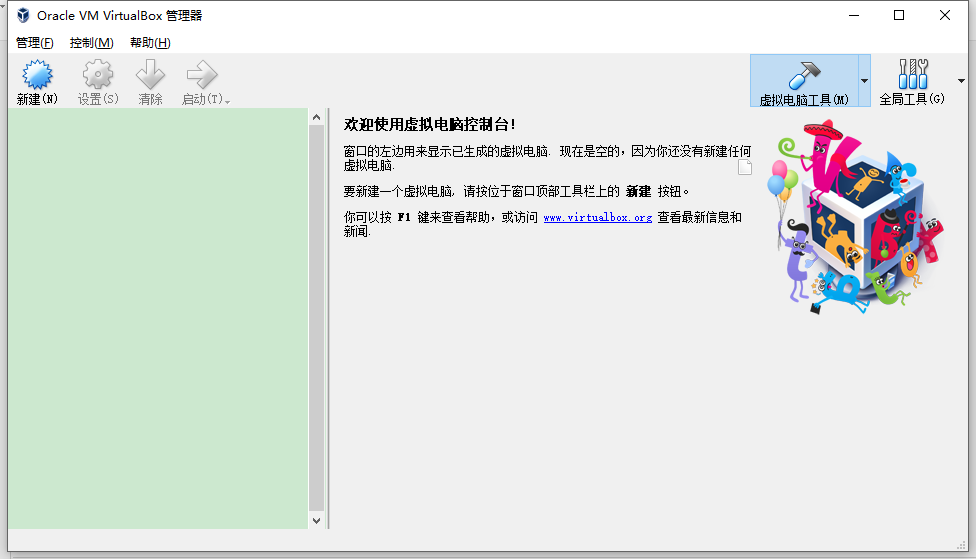 Oracle VM VirtualBox 管理器
管理(F) 控制(M) 帮助(H)
新建(N) 设置(S) 清除 启动(T) 虚拟电脑工具(M) 全局工具(G)
欢迎使用虚拟电脑控制台!
窗口的左边用来显示已生成的虚拟电脑. 现在是空的,因为你还没有新建任何
虚拟电脑.
要新建一个虚拟电脑, 请按位于窗口顶部工具栏上的 新建 按钮。
你可以按 F1 键来查看帮助,或访问 www.virtualbox.org 查看最新信息和
新闻.